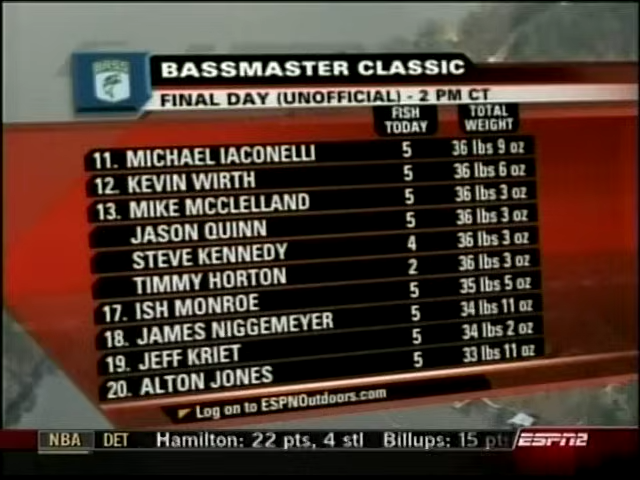 BASS
BASSMASTER CLASSIC
FINAL DAY (UNOFFICIAL) - 2 PM CT
FISH TODAY TOTAL WEIGHT
11. MICHAEL IACONELLI 5 36 lbs 9 oz
12. KEVIN WIRTH 5 36 lbs 6 oz
13. MIKE MCCLELLAND 5 36 lbs 3 oz
JASON QUINN 5 36 lbs 3 oz
STEVE KENNEDY 4 36 lbs 3 oz
TIMMY HORTON 2 36 lbs 3 oz
17. ISH MONROE 5 35 lbs 5 oz
18. JAMES NIGGEMEYER 5 34 lbs 11 oz
19. JEFF KRIET 5 34 lbs 2 oz
20. ALTON JONES 5 33 lbs 11 oz
Log on to ESPNOutdoors.com
NBA DET Hamilton: 22 pts, 4 stl Billups: 15 pt ESPN2